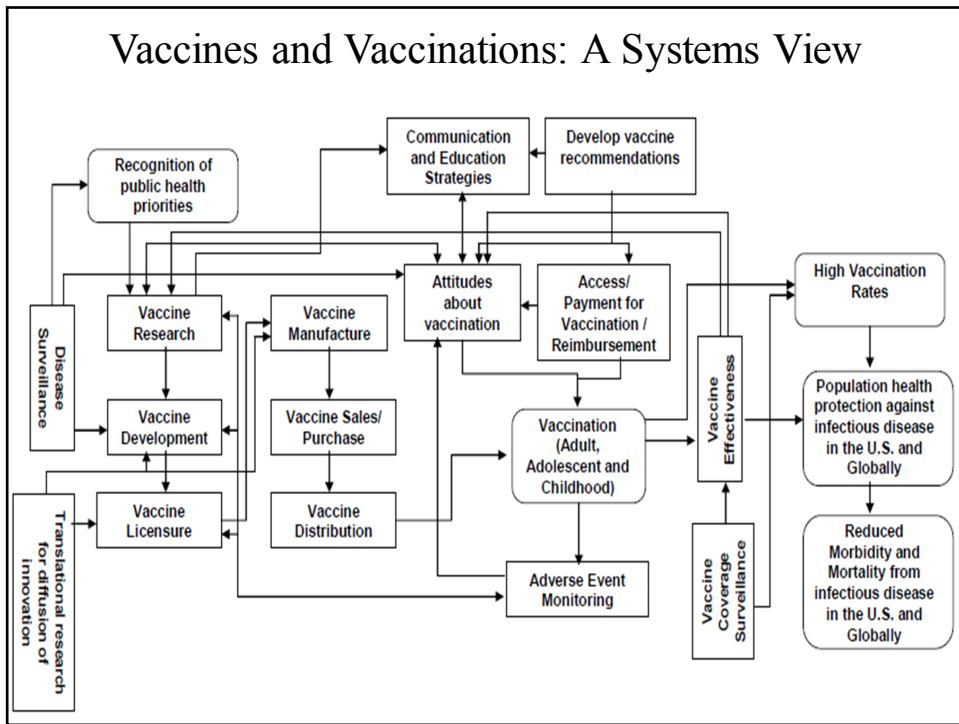 Vaccines and Vaccinations: A Systems View
Recognition of
public health
priorities
Communication
and Education
Strategies
Develop vaccine
recommendations
Disease
Surveillance
Vaccine
Research
Vaccine
Manufacture
Attitudes
about
vaccination
Access/
Payment for
Vaccination /
Reimbursement
Vaccine
Effectiveness
High Vaccination
Rates
Vaccine
Development
Vaccine Sales/
Purchase
Vaccination
(Adult,
Adolescent and
Childhood)
Population health
protection against
infectious disease
in the U.S. and
Globally
Translational research
for diffusion of
innovation
Vaccine
Licensure
Vaccine
Distribution
Adverse Event
Monitoring
Vaccine
Coverage
Surveillance
Reduced
Morbidity and
Mortality from
infectious disease
in the U.S. and
Globally